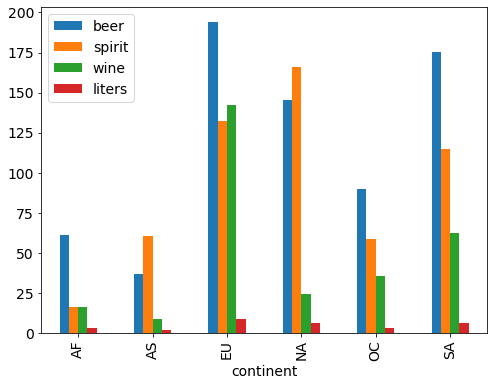 200
175
150
125
100
75
50
25
0
beer
spirit
wine
liters
AF
AS
EU
NA
OC
SA
continent